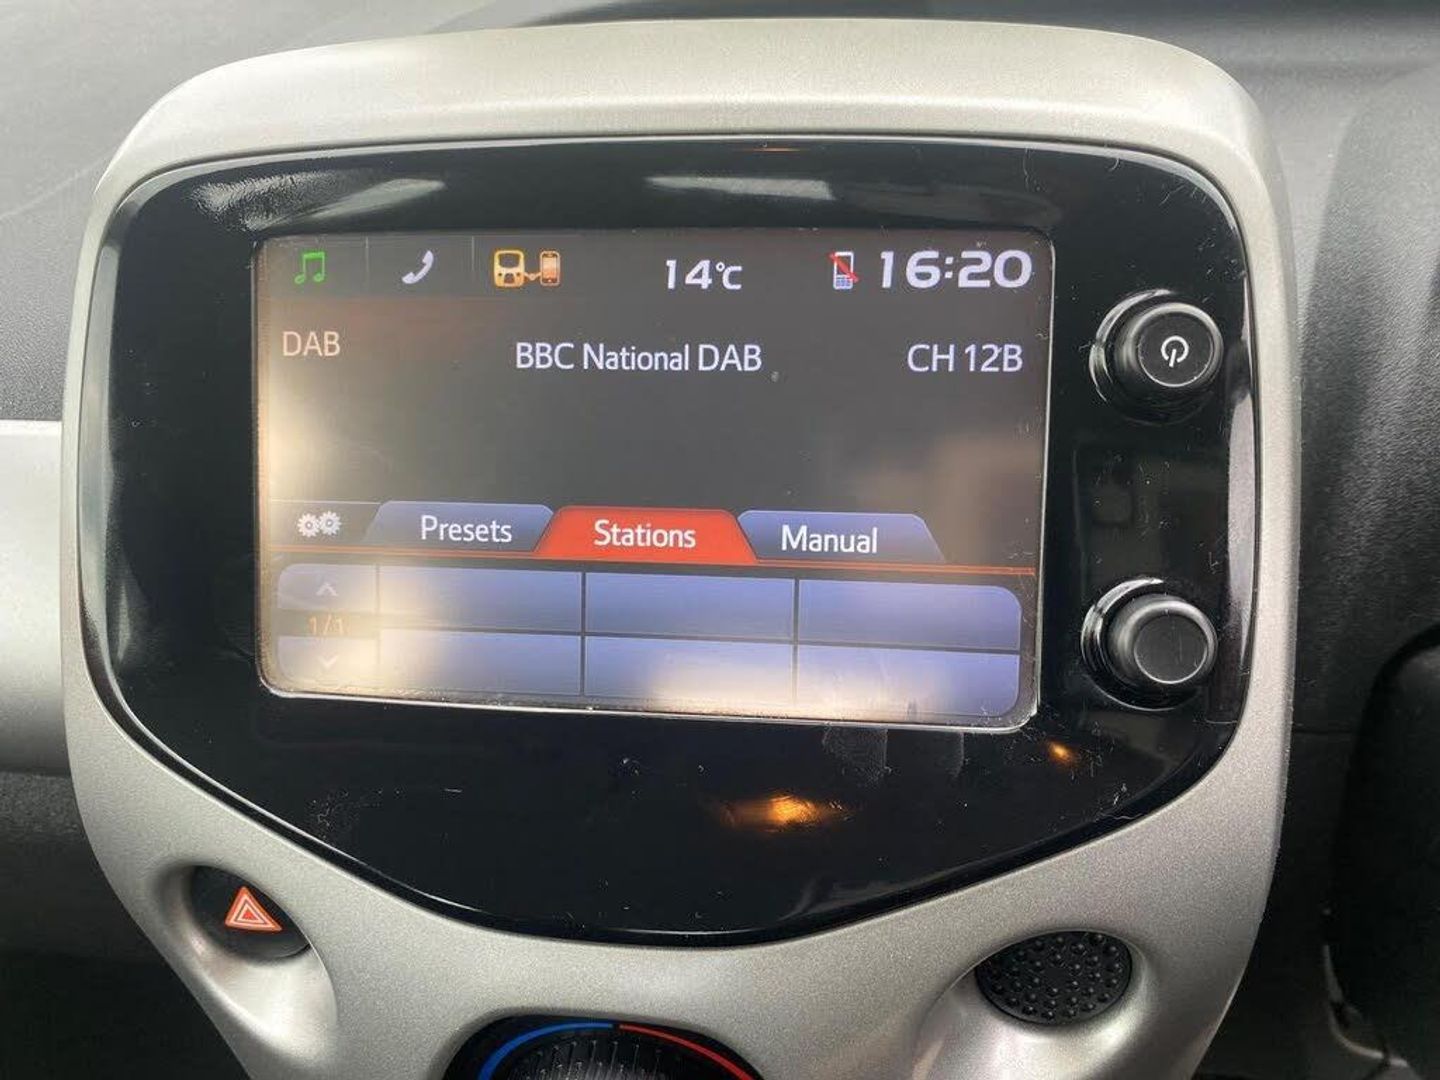 14°C 16:20
DAB BBC National DAB CH 12B
Presets Stations Manual
1/1